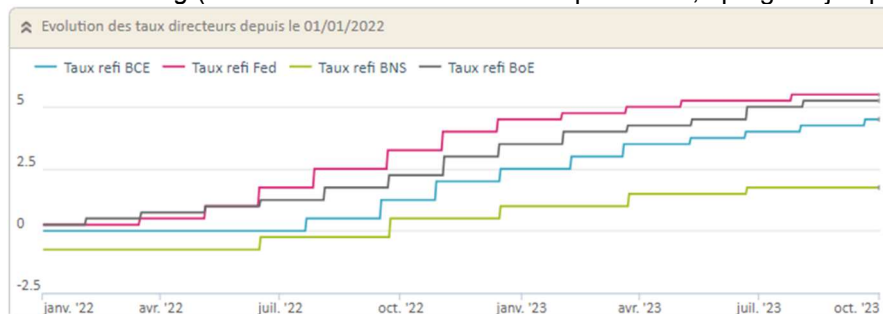 Evolution des taux directeurs depuis le 01/01/2022
Taux refi BCE Taux refi Fed Taux refi BNS Taux refi BoE
5
2.5
0
-2.5
janv. '22 avr. '22 juil. '22 oct. '22 janv. '23 avr. '23 juil. '23 oct. '23